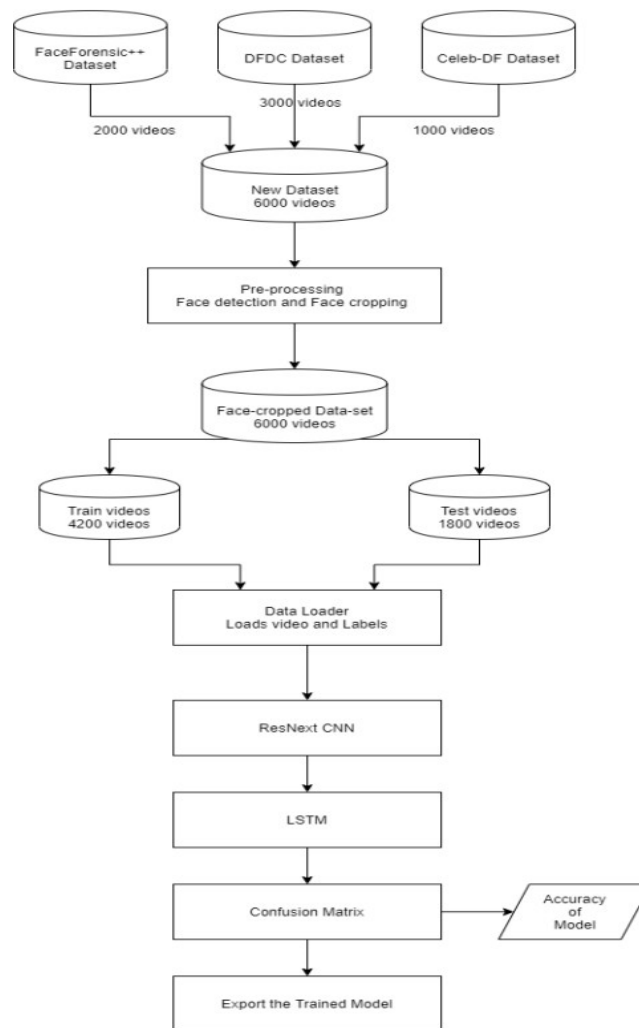 FaceForensic++
Dataset
DFDC Dataset
Celeb-DF Dataset
2000 videos
3000 videos
1000 videos
New Dataset
6000 videos
Pre-processing
Face detection and Face cropping
Face-cropped Data-set
6000 videos
Train videos
4200 videos
Test videos
1800 videos
Data Loader
Loads video and Labels
ResNext CNN
LSTM
Confusion Matrix
Accuracy
of
Model
Export the Trained Model